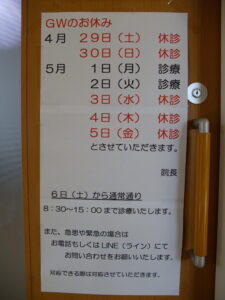 GWのお休み
4月 29日(土) 休診
30日(日) 休診
5月 1日(月) 診療
2日(火) 診療
3日(水) 休診
4日(木) 休診
5日(金) 休診
とさせていただきます。
院長
6日(土)から通常通り
8：30～15：00まで診療いたします。
また、急患や緊急の場合は
お電話もしくはLINE(ライン)にて
お問い合わせをお願いいたします。
対応できる際は対応させていただきます。